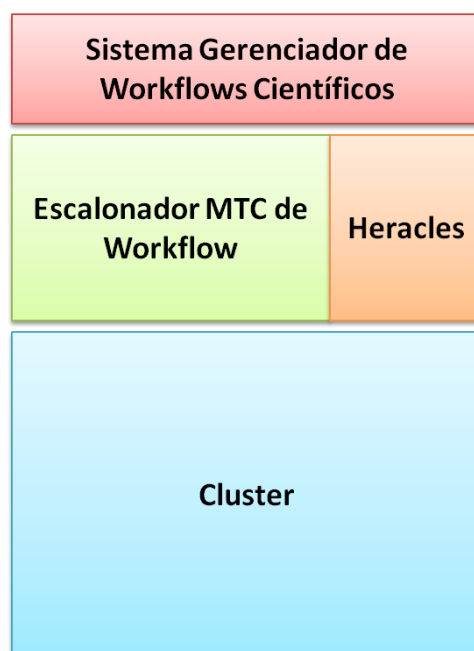 Sistema Gerenciador de
Workflows Científicos
Escalonador MTC de
Workflow
Heracles
Cluster